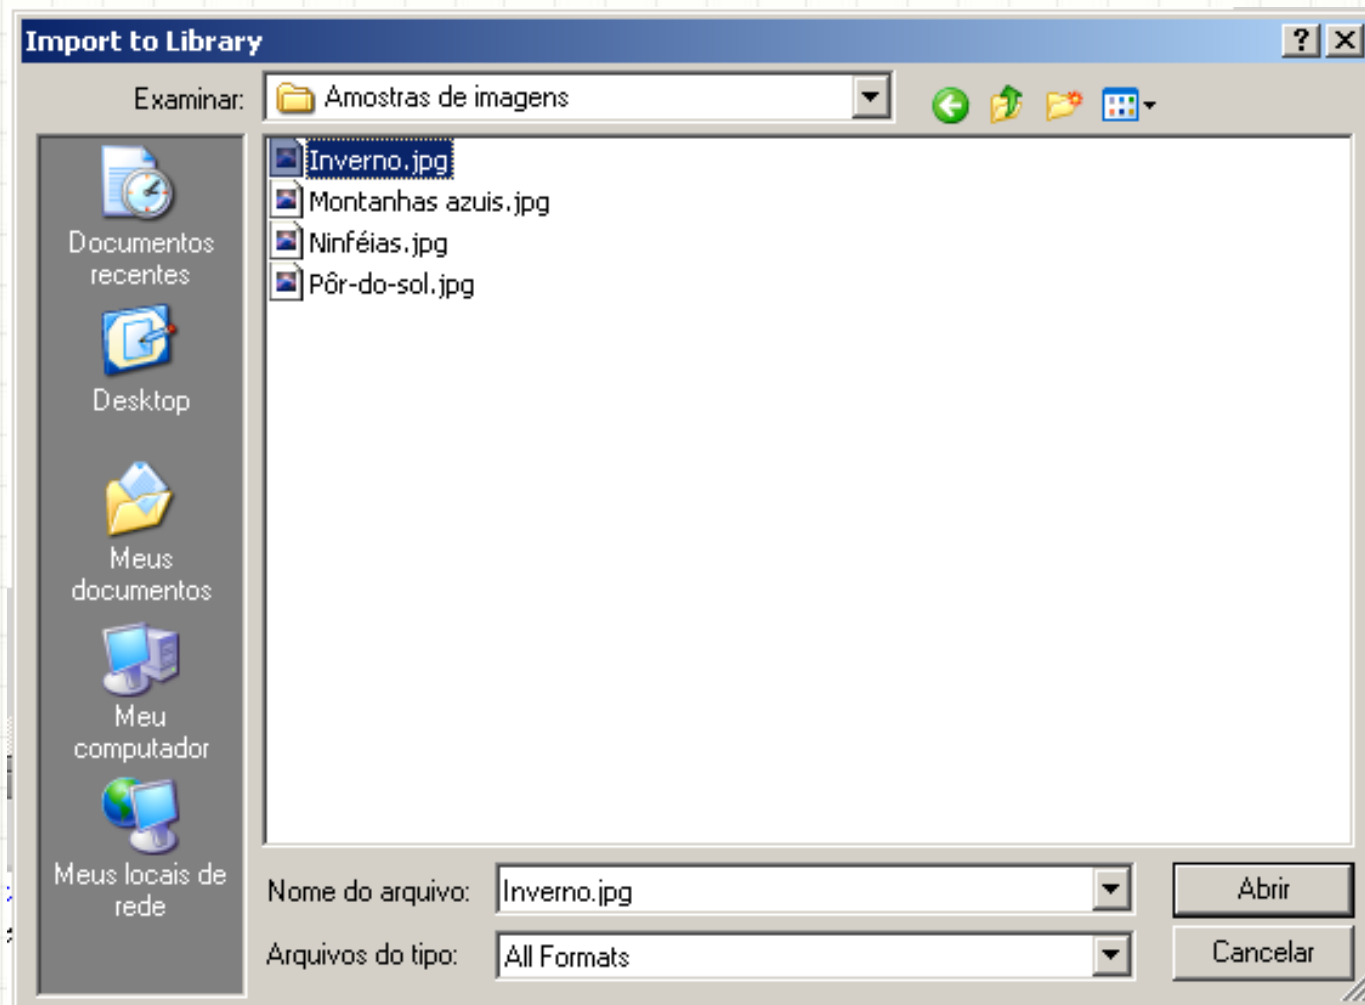 Import to Library
Examinar:
Amostras de imagens
Inverno.jpg
Montanhas azuis.jpg
Ninféias.jpg
Pôr-do-sol.jpg
Documentos
recentes
Desktop
Meus
documentos
Meu
computador
Meus locais de
rede
Nome do arquivo:
Inverno.jpg
Abrir
Arquivos do tipo:
All Formats
Cancelar